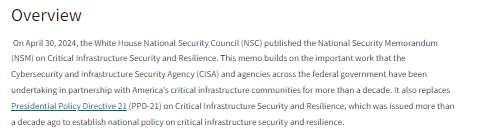 Overview
On April 30, 2024, the White House National Security Council (NSC) published the National Security Memorandum
(NSM) on Critical Infrastructure Security and Resilience. This memo builds on the important work that the
Cybersecurity and Infrastructure Security Agency (CISA) and agencies across the federal government have been
undertaking in partnership with America's critical infrastructure communities for more than a decade. It also replaces
Presidential Policy Directive 21 (PPD-21) on Critical Infrastructure Security and Resilience, which was issued more than
a decade ago to establish national policy on critical infrastructure security and resilience.